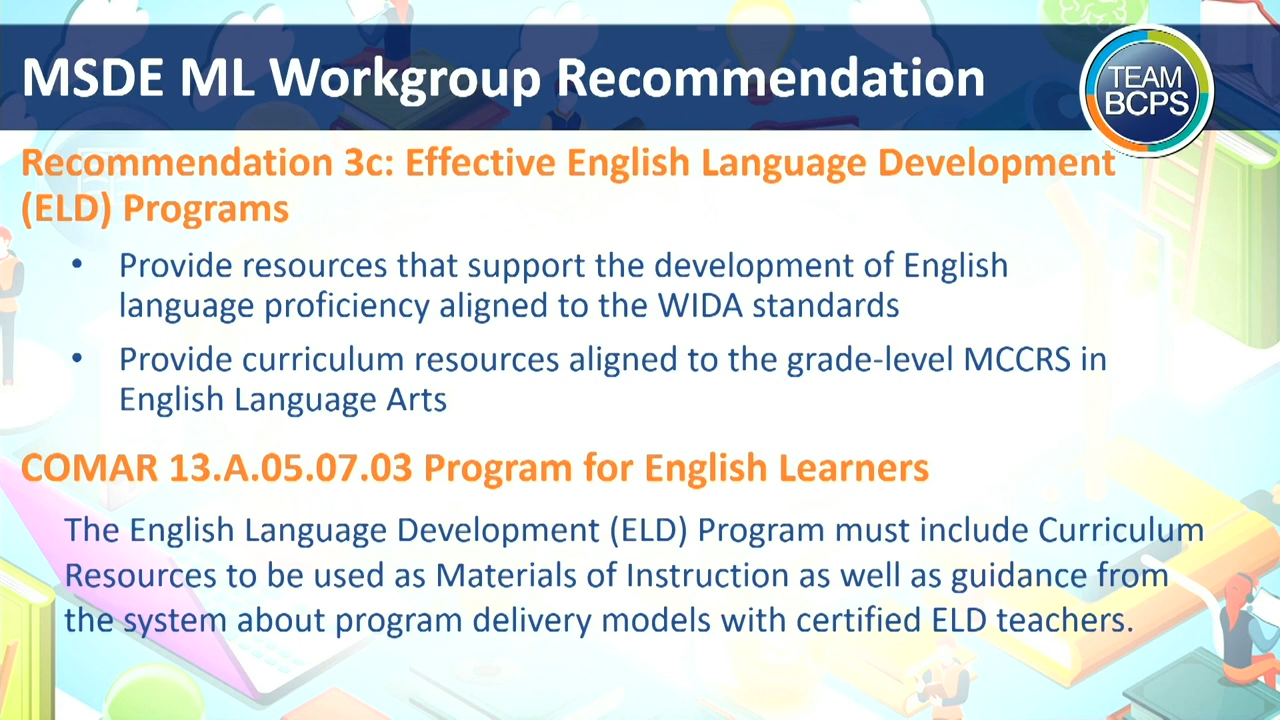 MSDE ML Workgroup Recommendation
TEAM
BCPS
Recommendation 3c: Effective English Language Development
(ELD) Programs
• Provide resources that support the development of English
language proficiency aligned to the WIDA standards
• Provide curriculum resources aligned to the grade-level MCCRS in
English Language Arts
COMAR 13.A.05.07.03 Program for English Learners
The English Language Development (ELD) Program must include Curriculum
Resources to be used as Materials of Instruction as well as guidance from
the system about program delivery models with certified ELD teachers.